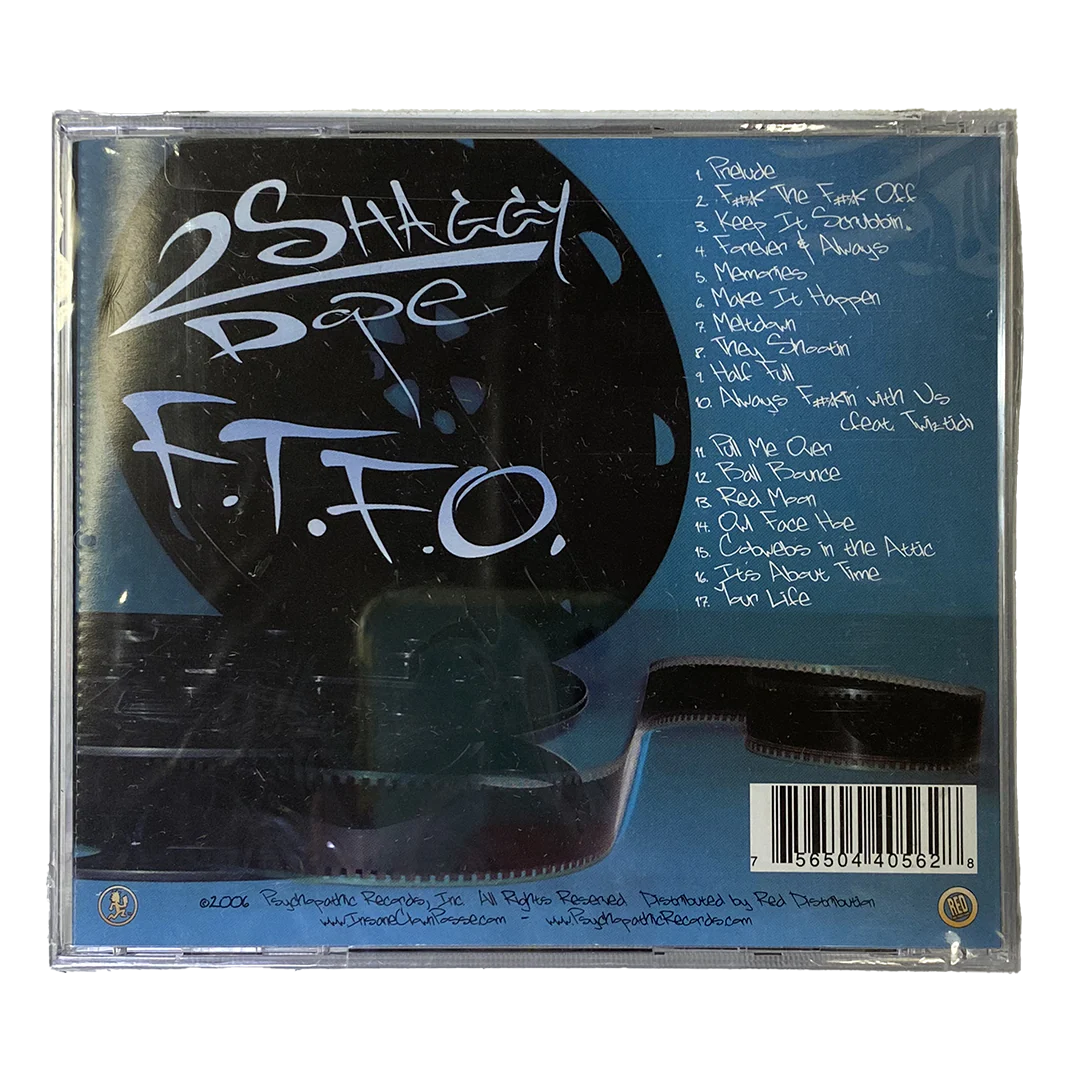 2 SHAGGY
Dope
F.T.F.O.
1. Prelude
2. F#*K The F#*K Off
3. Keep It Scrubbin'
4. Forever & Always
5. Memories
6. Make It Happen
7. Meltdown
8. They Shootin'
9. Half Full
10. Always F#*Kin' with Us
(feat. Twiztid)
11. Pull Me Over
12. Ball Bounce
13. Red Moon
14. Owl Face Hoe
15. Cobwebs in the Attic
16. It's About Time
17. Your Life
7 56504 40562 8
©2006 Psychopathic Records, Inc. All Rights Reserved. Distributed by Red Distribution
www.InsaneClownPosse.com - www.PsychopathicRecords.com
RED